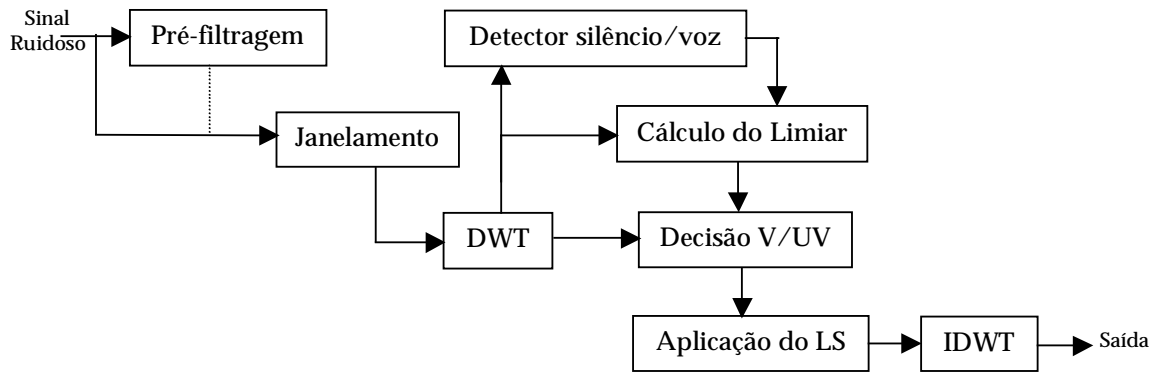 Sinal
Ruidoso
Pré-filtragem
Detector silêncio/voz
Janelamento
Cálculo do Limiar
DWT
Decisão V/UV
Aplicação do LS
IDWT
Saída